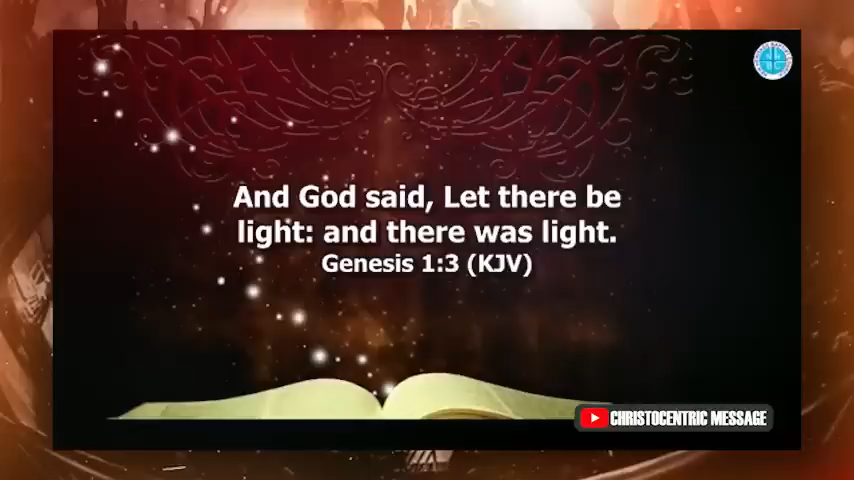 And God said, Let there be
light: and there was light.
Genesis 1:3 (KJV)
CHRISTOCENTRIC MESSAGE